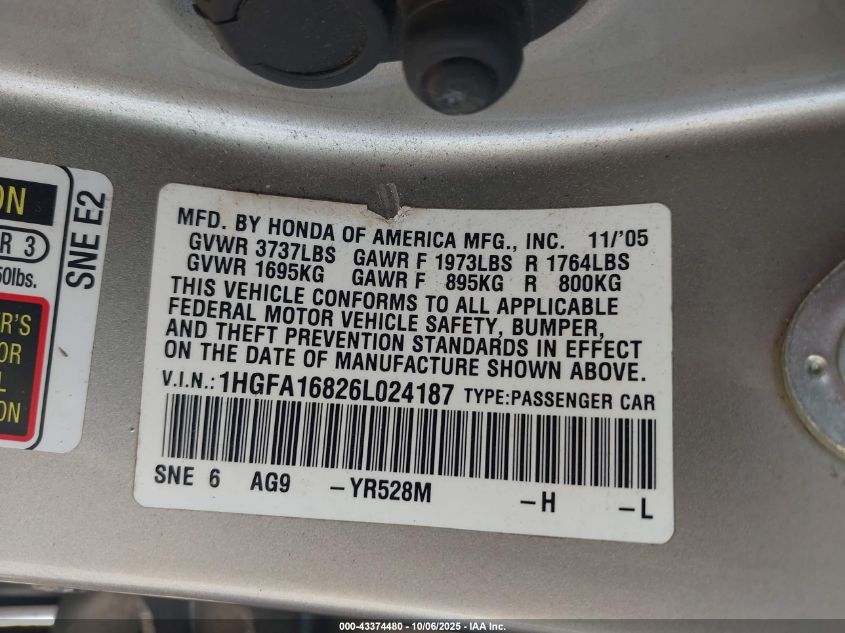 ON
R 3
50lbs.
SNE E2
ER'S
OR
L
ON
MFD. BY HONDA OF AMERICA MFG., INC. 11/'05
GVWR 3737LBS GAWR F 1973LBS R 1764LBS
GVWR 1695KG GAWR F 895KG R 800KG
THIS VEHICLE CONFORMS TO ALL APPLICABLE
FEDERAL MOTOR VEHICLE SAFETY, BUMPER,
AND THEFT PREVENTION STANDARDS IN EFFECT
ON THE DATE OF MANUFACTURE SHOWN ABOVE.
V.I.N.: 1HGFA16826L024187 TYPE:PASSENGER CAR
SNE 6 AG9 -YR528M -H -L
000-43374480 - 10/06/2025 - IAA Inc.